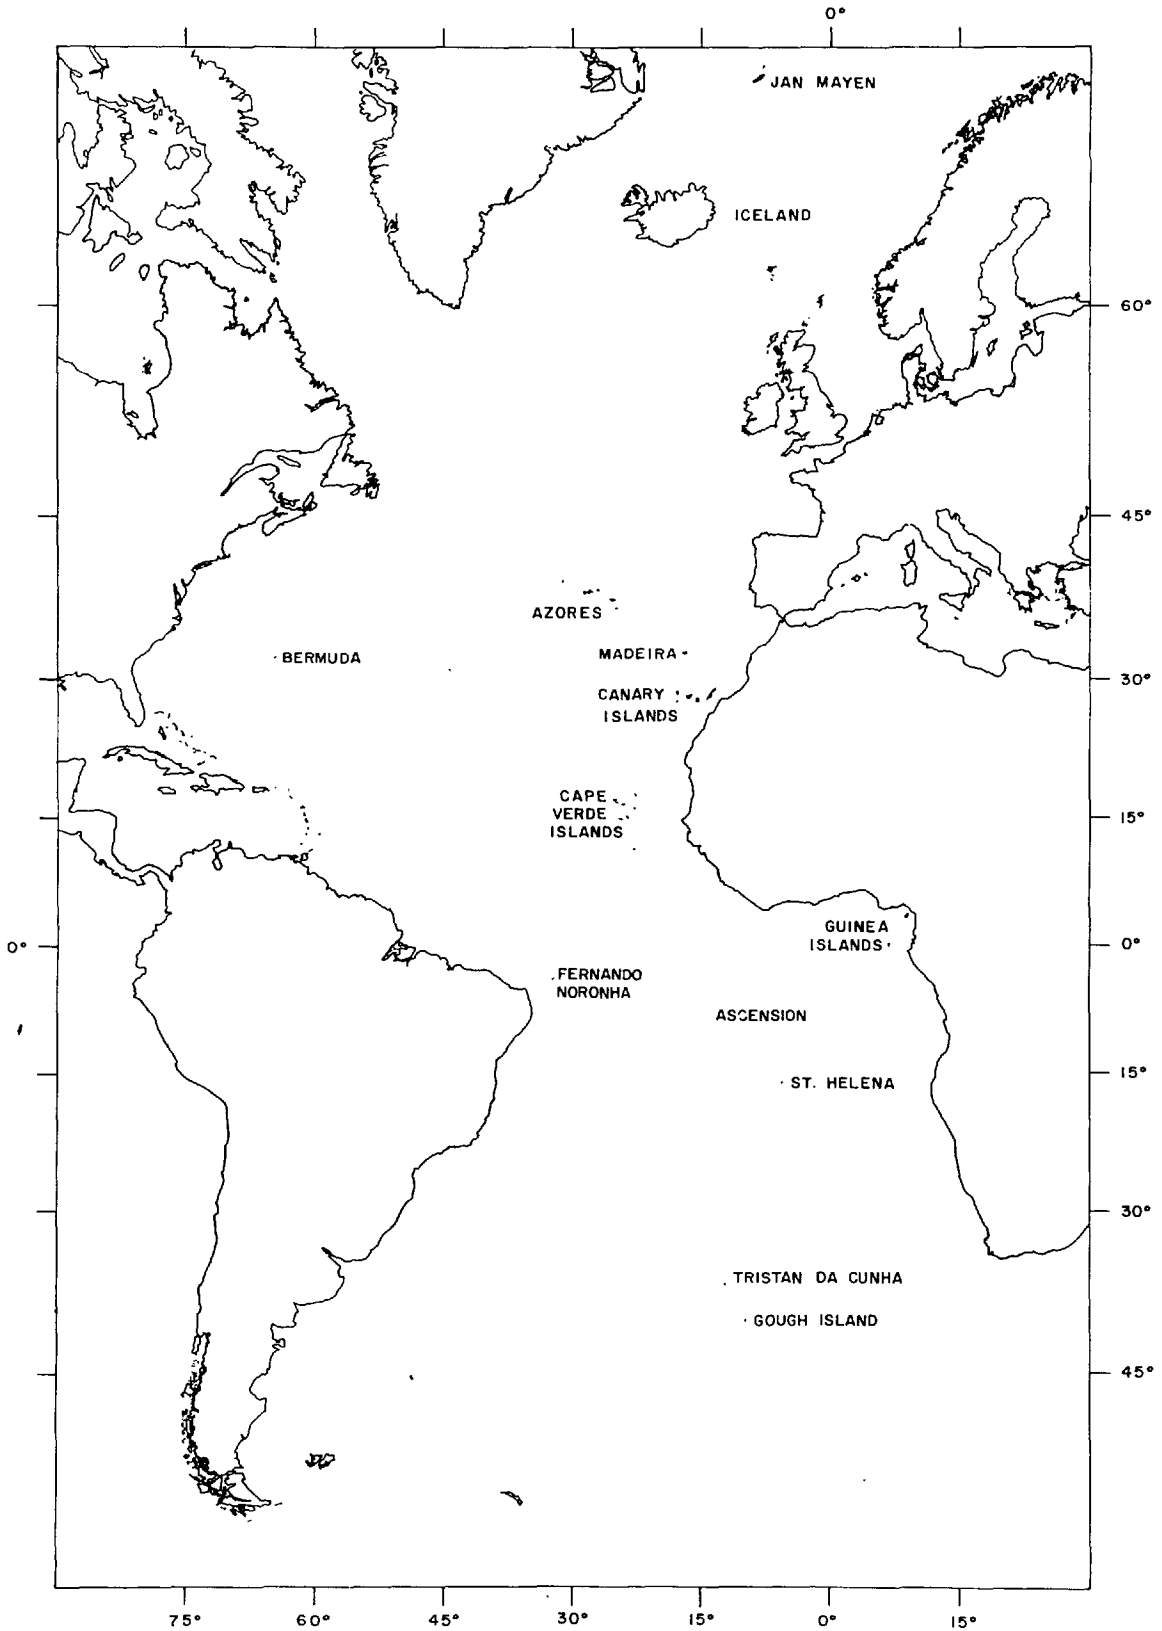 0°
JAN MAYEN
ICELAND
60°
45°
AZORES
BERMUDA
MADEIRA
30°
CANARY
ISLANDS
CAPE
VERDE
ISLANDS
15°
GUINEA
ISLANDS
0°
0°
FERNANDO
NORONHA
ASCENSION
15°
ST. HELENA
30°
TRISTAN DA CUNHA
GOUGH ISLAND
45°
75°
60°
45°
30°
15°
0°
15°